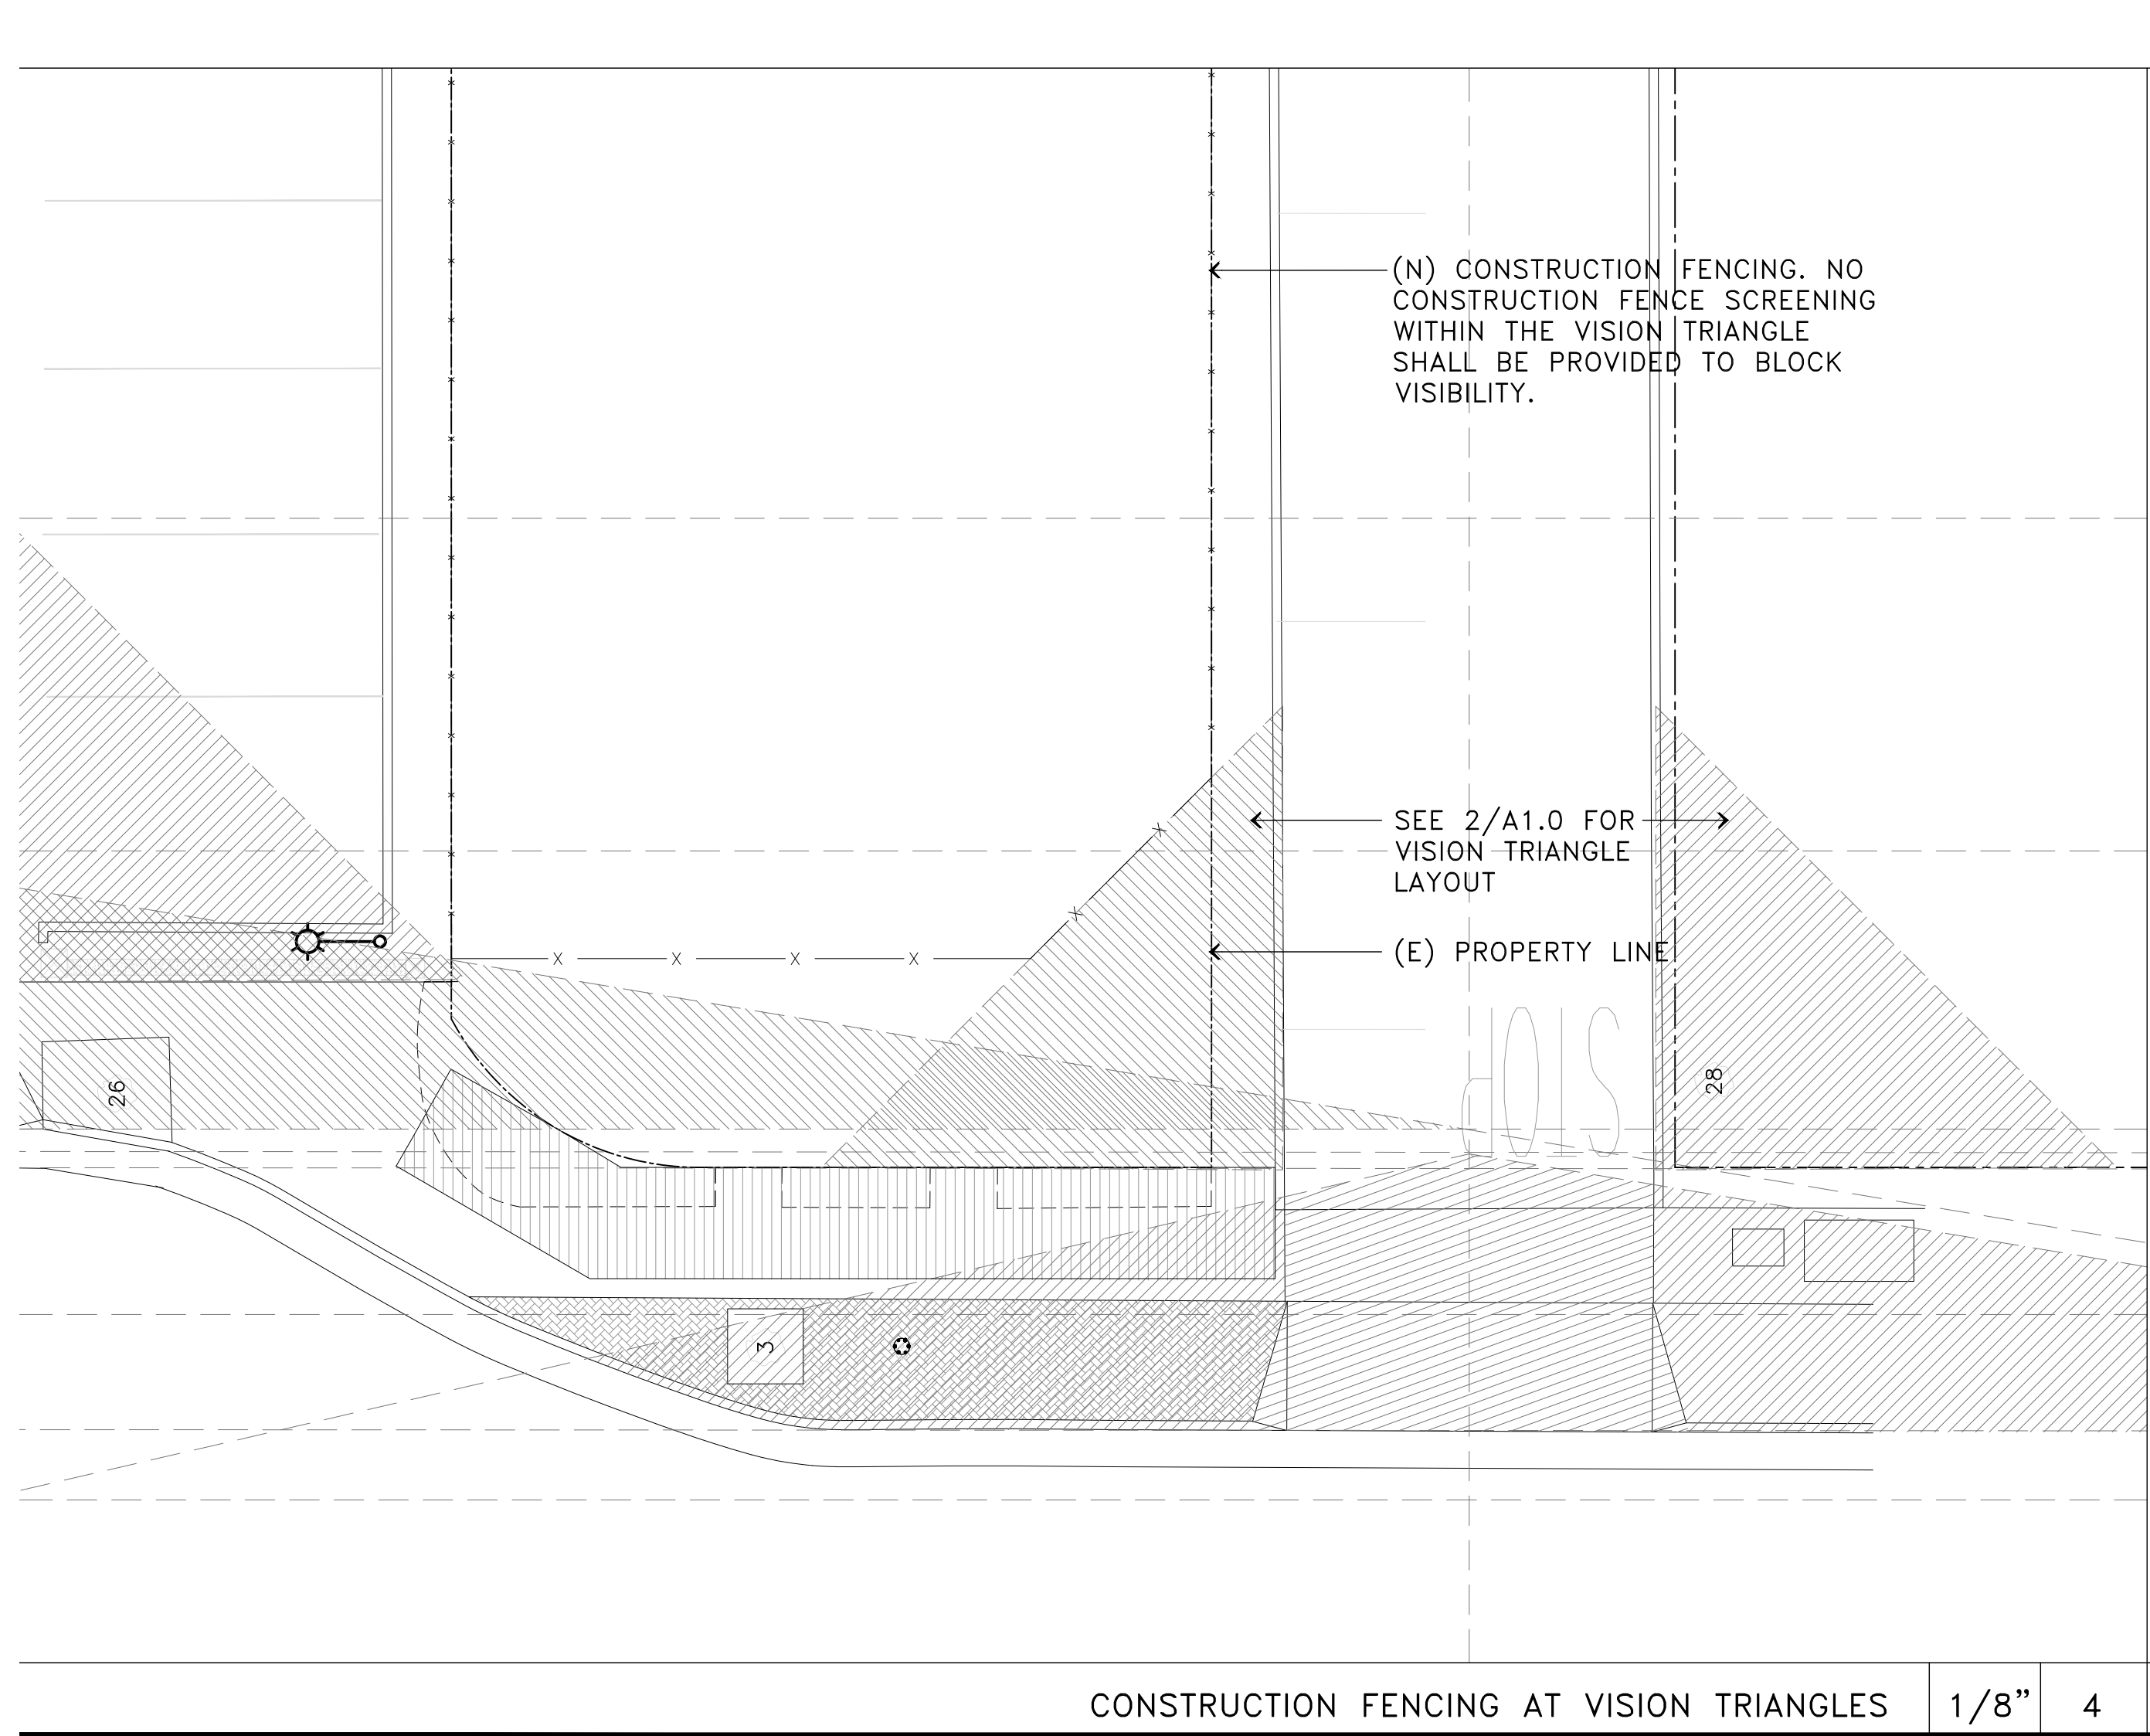 (N) CONSTRUCTION FENCING. NO
CONSTRUCTION FENCE SCREENING
WITHIN THE VISION TRIANGLE
SHALL BE PROVIDED TO BLOCK
VISIBILITY.
SEE 2/A1.0 FOR
VISION TRIANGLE
LAYOUT
(E) PROPERTY LINE
STOP
26
28
3
CONSTRUCTION FENCING AT VISION TRIANGLES
1/8"
4